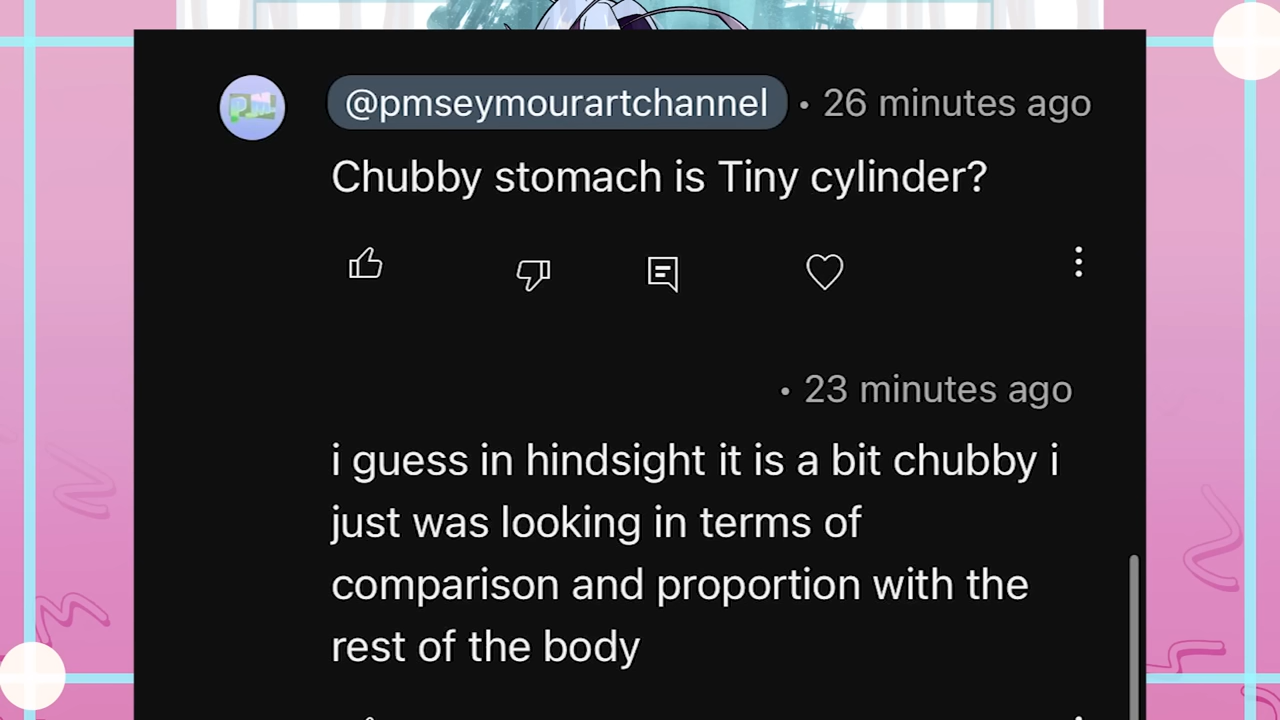 PM!
@pmseymourartchannel • 26 minutes ago
Chubby stomach is Tiny cylinder?
• 23 minutes ago
i guess in hindsight it is a bit chubby i
just was looking in terms of
comparison and proportion with the
rest of the body